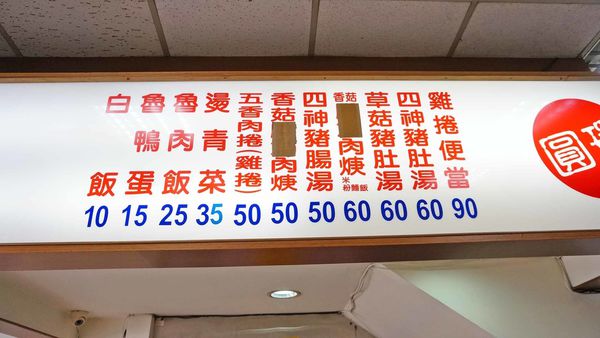 雞捲便當 90
四神豬肚湯 60
草菇豬肚湯 60
香菇肉焿 米粉麵飯 60
四神豬腸湯 50
香菇肉焿 50
五香肉捲(雞捲) 50
燙青菜 35
魯肉飯 25
魯鴨蛋 15
白飯 10
圓